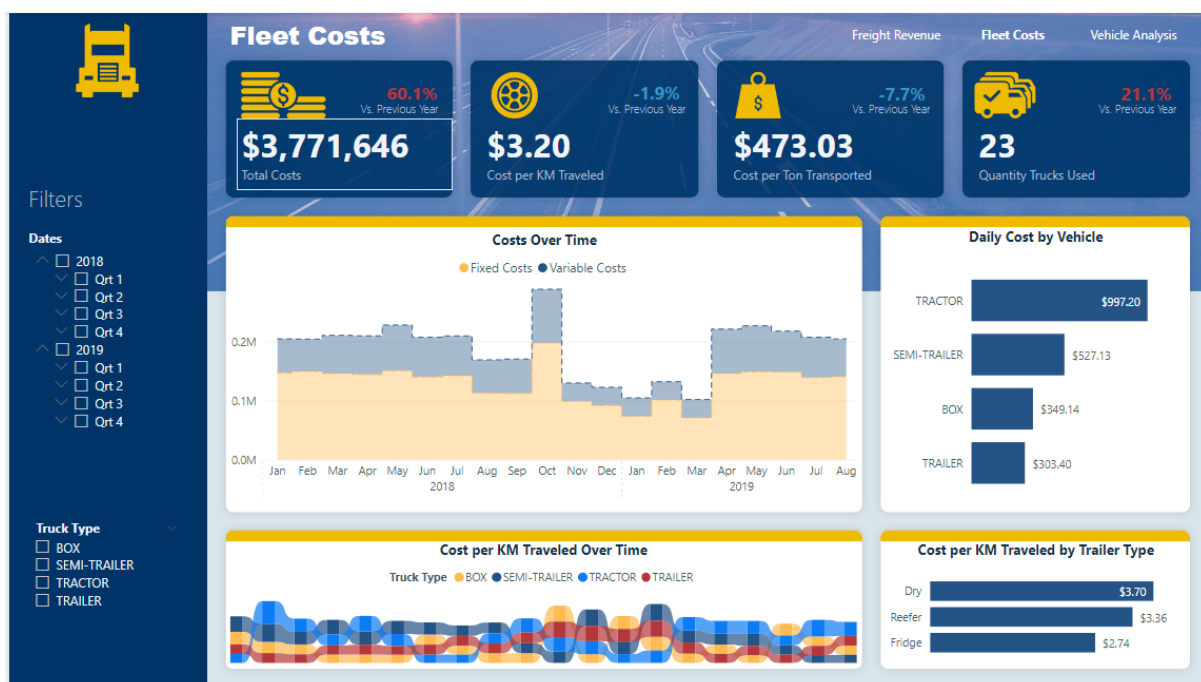 Fleet Costs
Freight Revenue
Fleet Costs
Vehicle Analysis
60.1%
Vs. Previous Year
$3,771,646
Total Costs
-1.9%
Vs. Previous Year
$3.20
Cost per KM Traveled
$
-7.7%
Vs. Previous Year
$473.03
Cost per Ton Transported
21.1%
Vs. Previous Year
23
Quantity Trucks Used
Filters
Dates
2018
Qrt 1
Qrt 2
Qrt 3
Qrt 4
2019
Qrt 1
Qrt 2
Qrt 3
Qrt 4
Truck Type
BOX
SEMI-TRAILER
TRACTOR
TRAILER
Costs Over Time
Fixed Costs Variable Costs
0.2M
0.1M
0.0M
Jan Feb Mar Apr May Jun Jul Aug Sep Oct Nov Dec Jan Feb Mar Apr May Jun Jul Aug
2018 2019
Daily Cost by Vehicle
TRACTOR $997.20
SEMI-TRAILER $527.13
BOX $349.14
TRAILER $303.40
Cost per KM Traveled Over Time
Truck Type BOX SEMI-TRAILER TRACTOR TRAILER
Cost per KM Traveled by Trailer Type
Dry $3.70
Reefer $3.36
Fridge $2.74